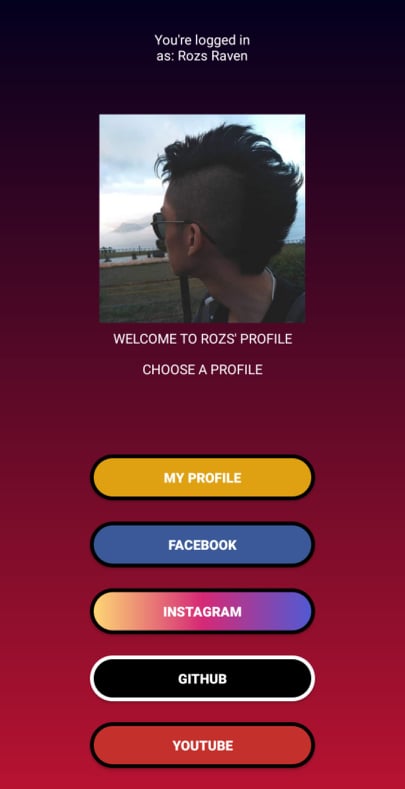 You're logged in
as: Rozs Raven
WELCOME TO ROZS' PROFILE
CHOOSE A PROFILE
MY PROFILE
FACEBOOK
INSTAGRAM
GITHUB
YOUTUBE